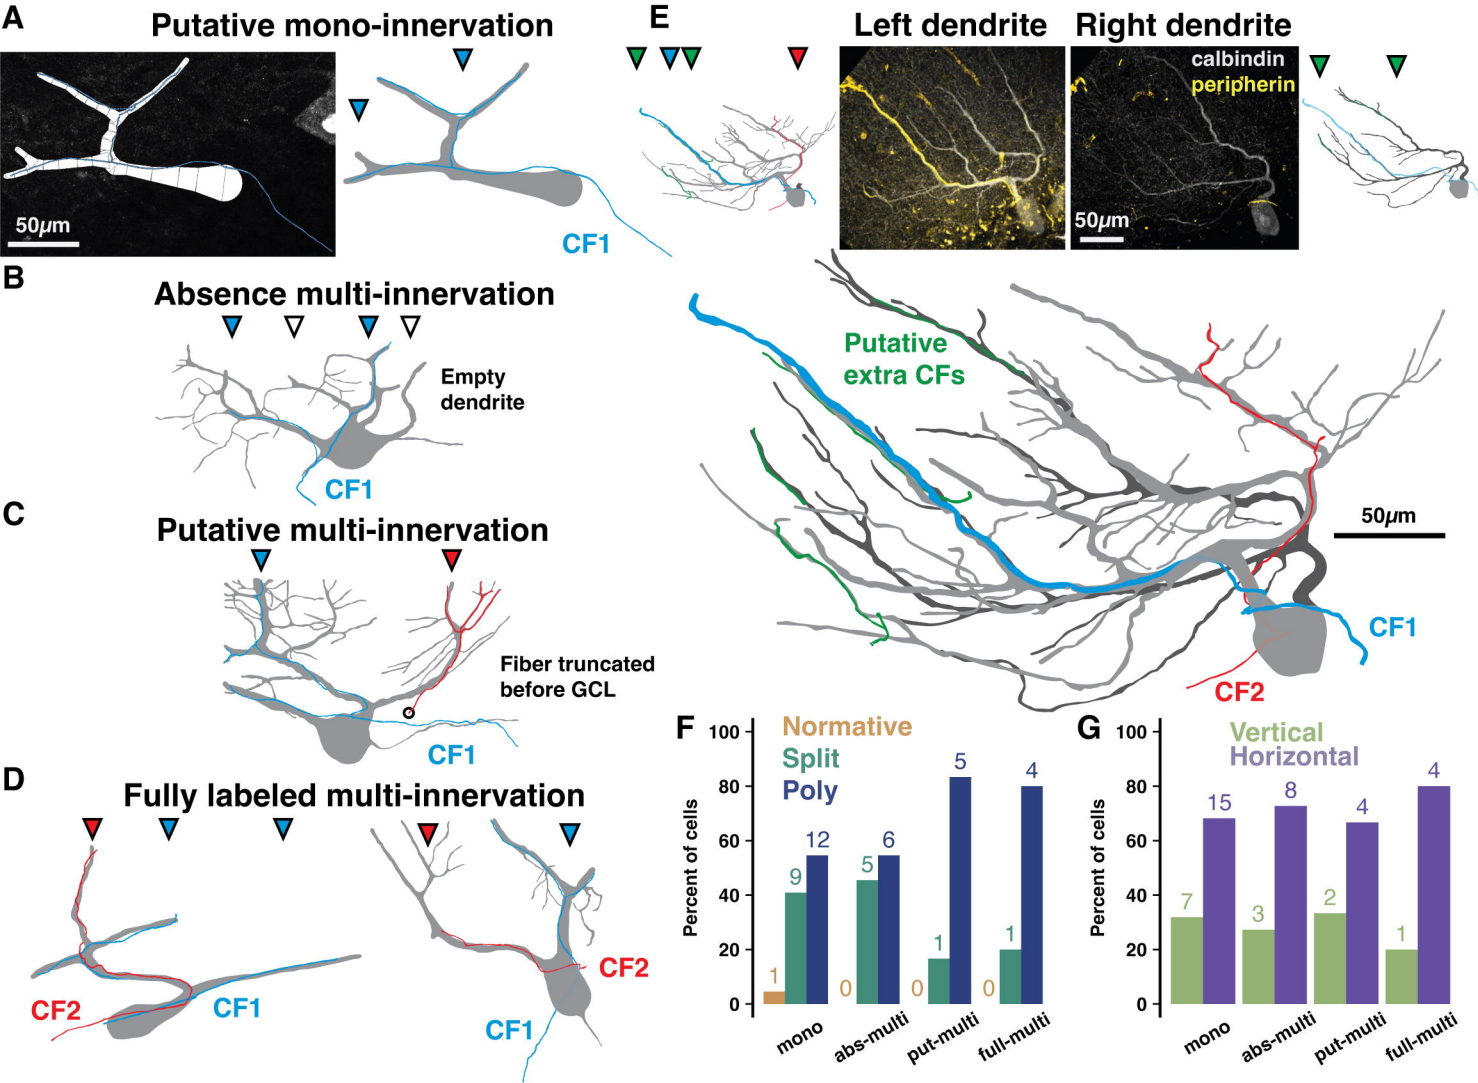 A
Putative mono-innervation
50µm
CF1
B
Absence multi-innervation
Empty
dendrite
CF1
C
Putative multi-innervation
Fiber truncated
before GCL
CF1
D
Fully labeled multi-innervation
CF2
CF1
CF2
CF1
E
Left dendrite
Right dendrite
calbindin
peripherin
50µm
Putative
extra CFs
50µm
CF1
CF2
F
Normative
Split
Poly
Percent of cells
100
80
60
40
20
0
1
9
12
0
5
6
0
1
5
0
1
4
mono
abs-multi
put-multi
full-multi
G
Vertical
Horizontal
Percent of cells
100
80
60
40
20
0
7
15
3
8
2
4
1
4
mono
abs-multi
put-multi
full-multi